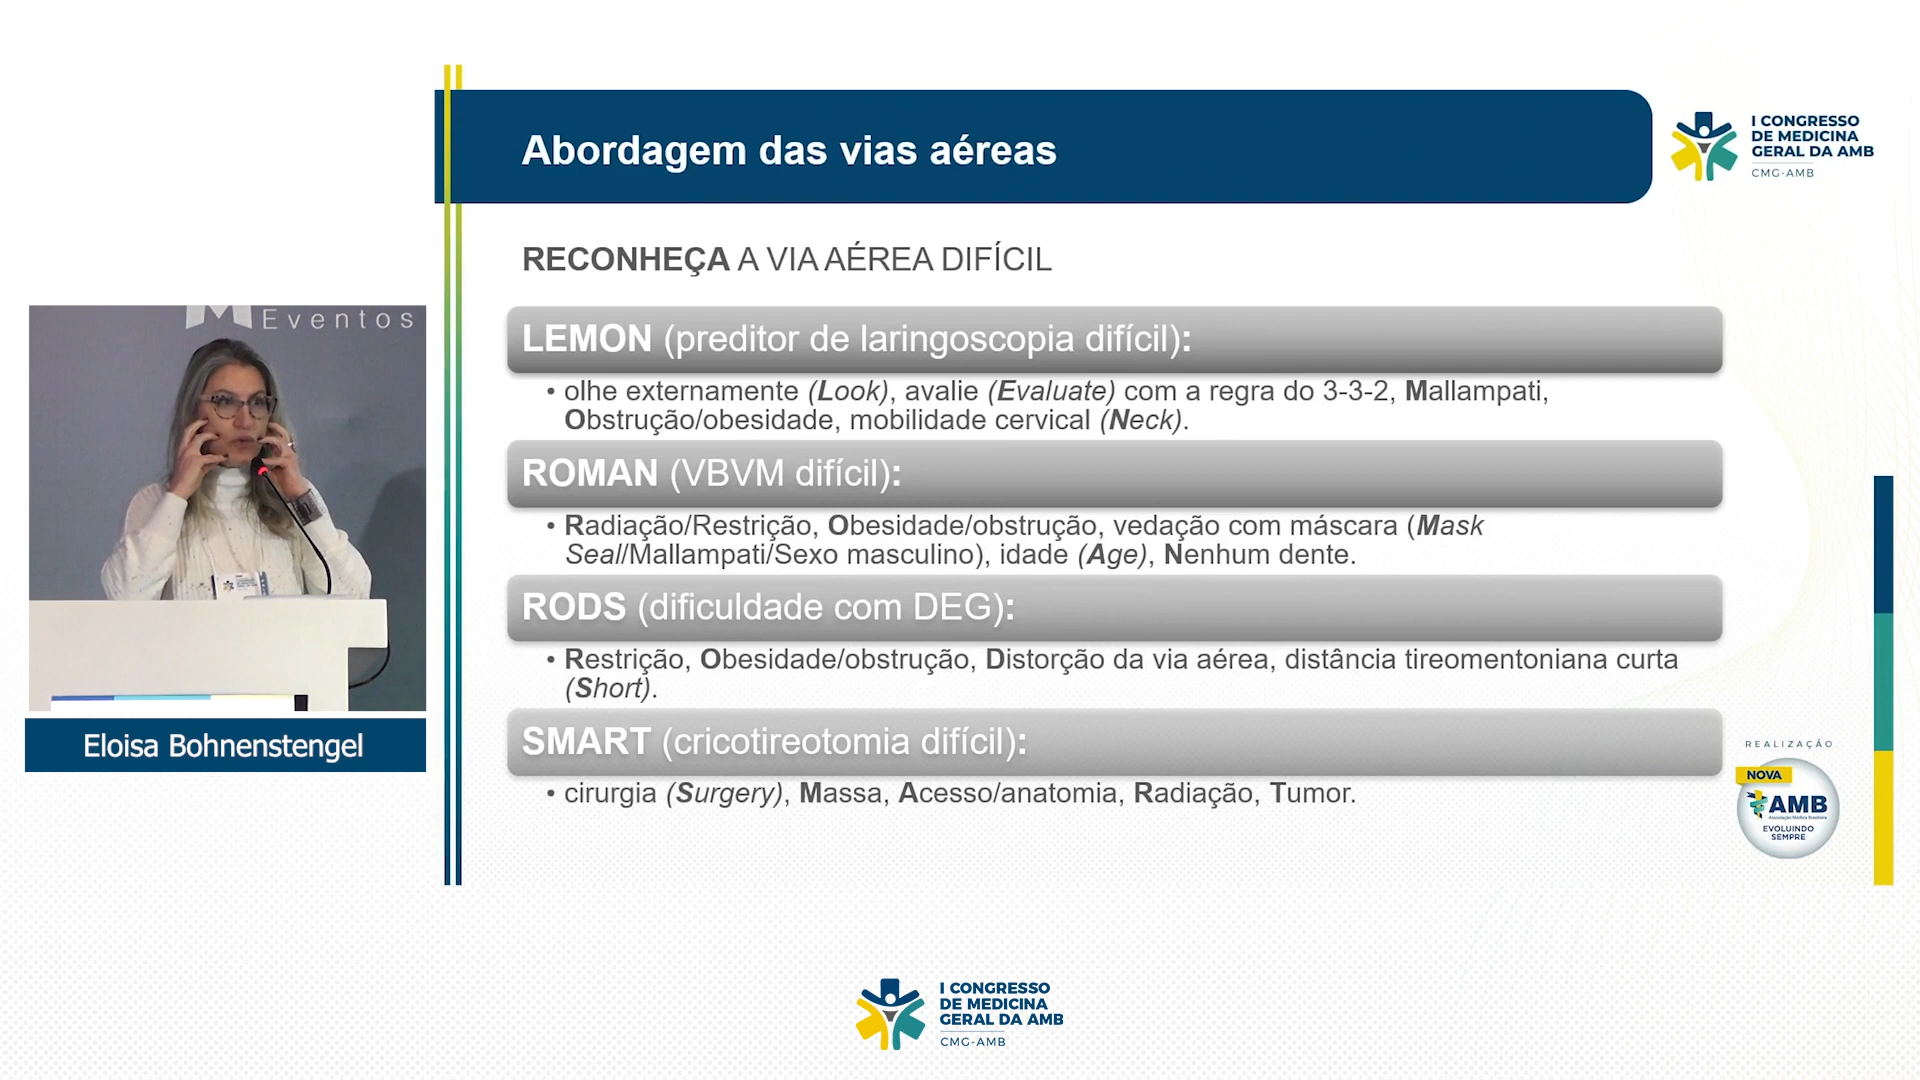 Abordagem das vias aéreas
I CONGRESSO
DE MEDICINA
GERAL DA AMB
CMG-AMB
RECONHEÇA A VIA AÉREA DIFÍCIL
LEMON (preditor de laringoscopia difícil):
• olhe externamente (Look), avalie (Evaluate) com a regra do 3-3-2, Mallampati,
Obstrução/obesidade, mobilidade cervical (Neck).
ROMAN (VBVM difícil):
• Radiação/Restrição, Obesidade/obstrução, vedação com máscara (Mask
Seal/Mallampati/Sexo masculino), idade (Age), Nenhum dente.
RODS (dificuldade com DEG):
• Restrição, Obesidade/obstrução, Distorção da via aérea, distância tireomentoniana curta
(Short).
SMART (cricotireotomia difícil):
• cirurgia (Surgery), Massa, Acesso/anatomia, Radiação, Tumor.
Eventos
Eloisa Bohnenstengel
REALIZAÇÃO
NOVA
AMB
Associação Médica Brasileira
EVOLUINDO
SEMPRE
I CONGRESSO
DE MEDICINA
GERAL DA AMB
CMG-AMB